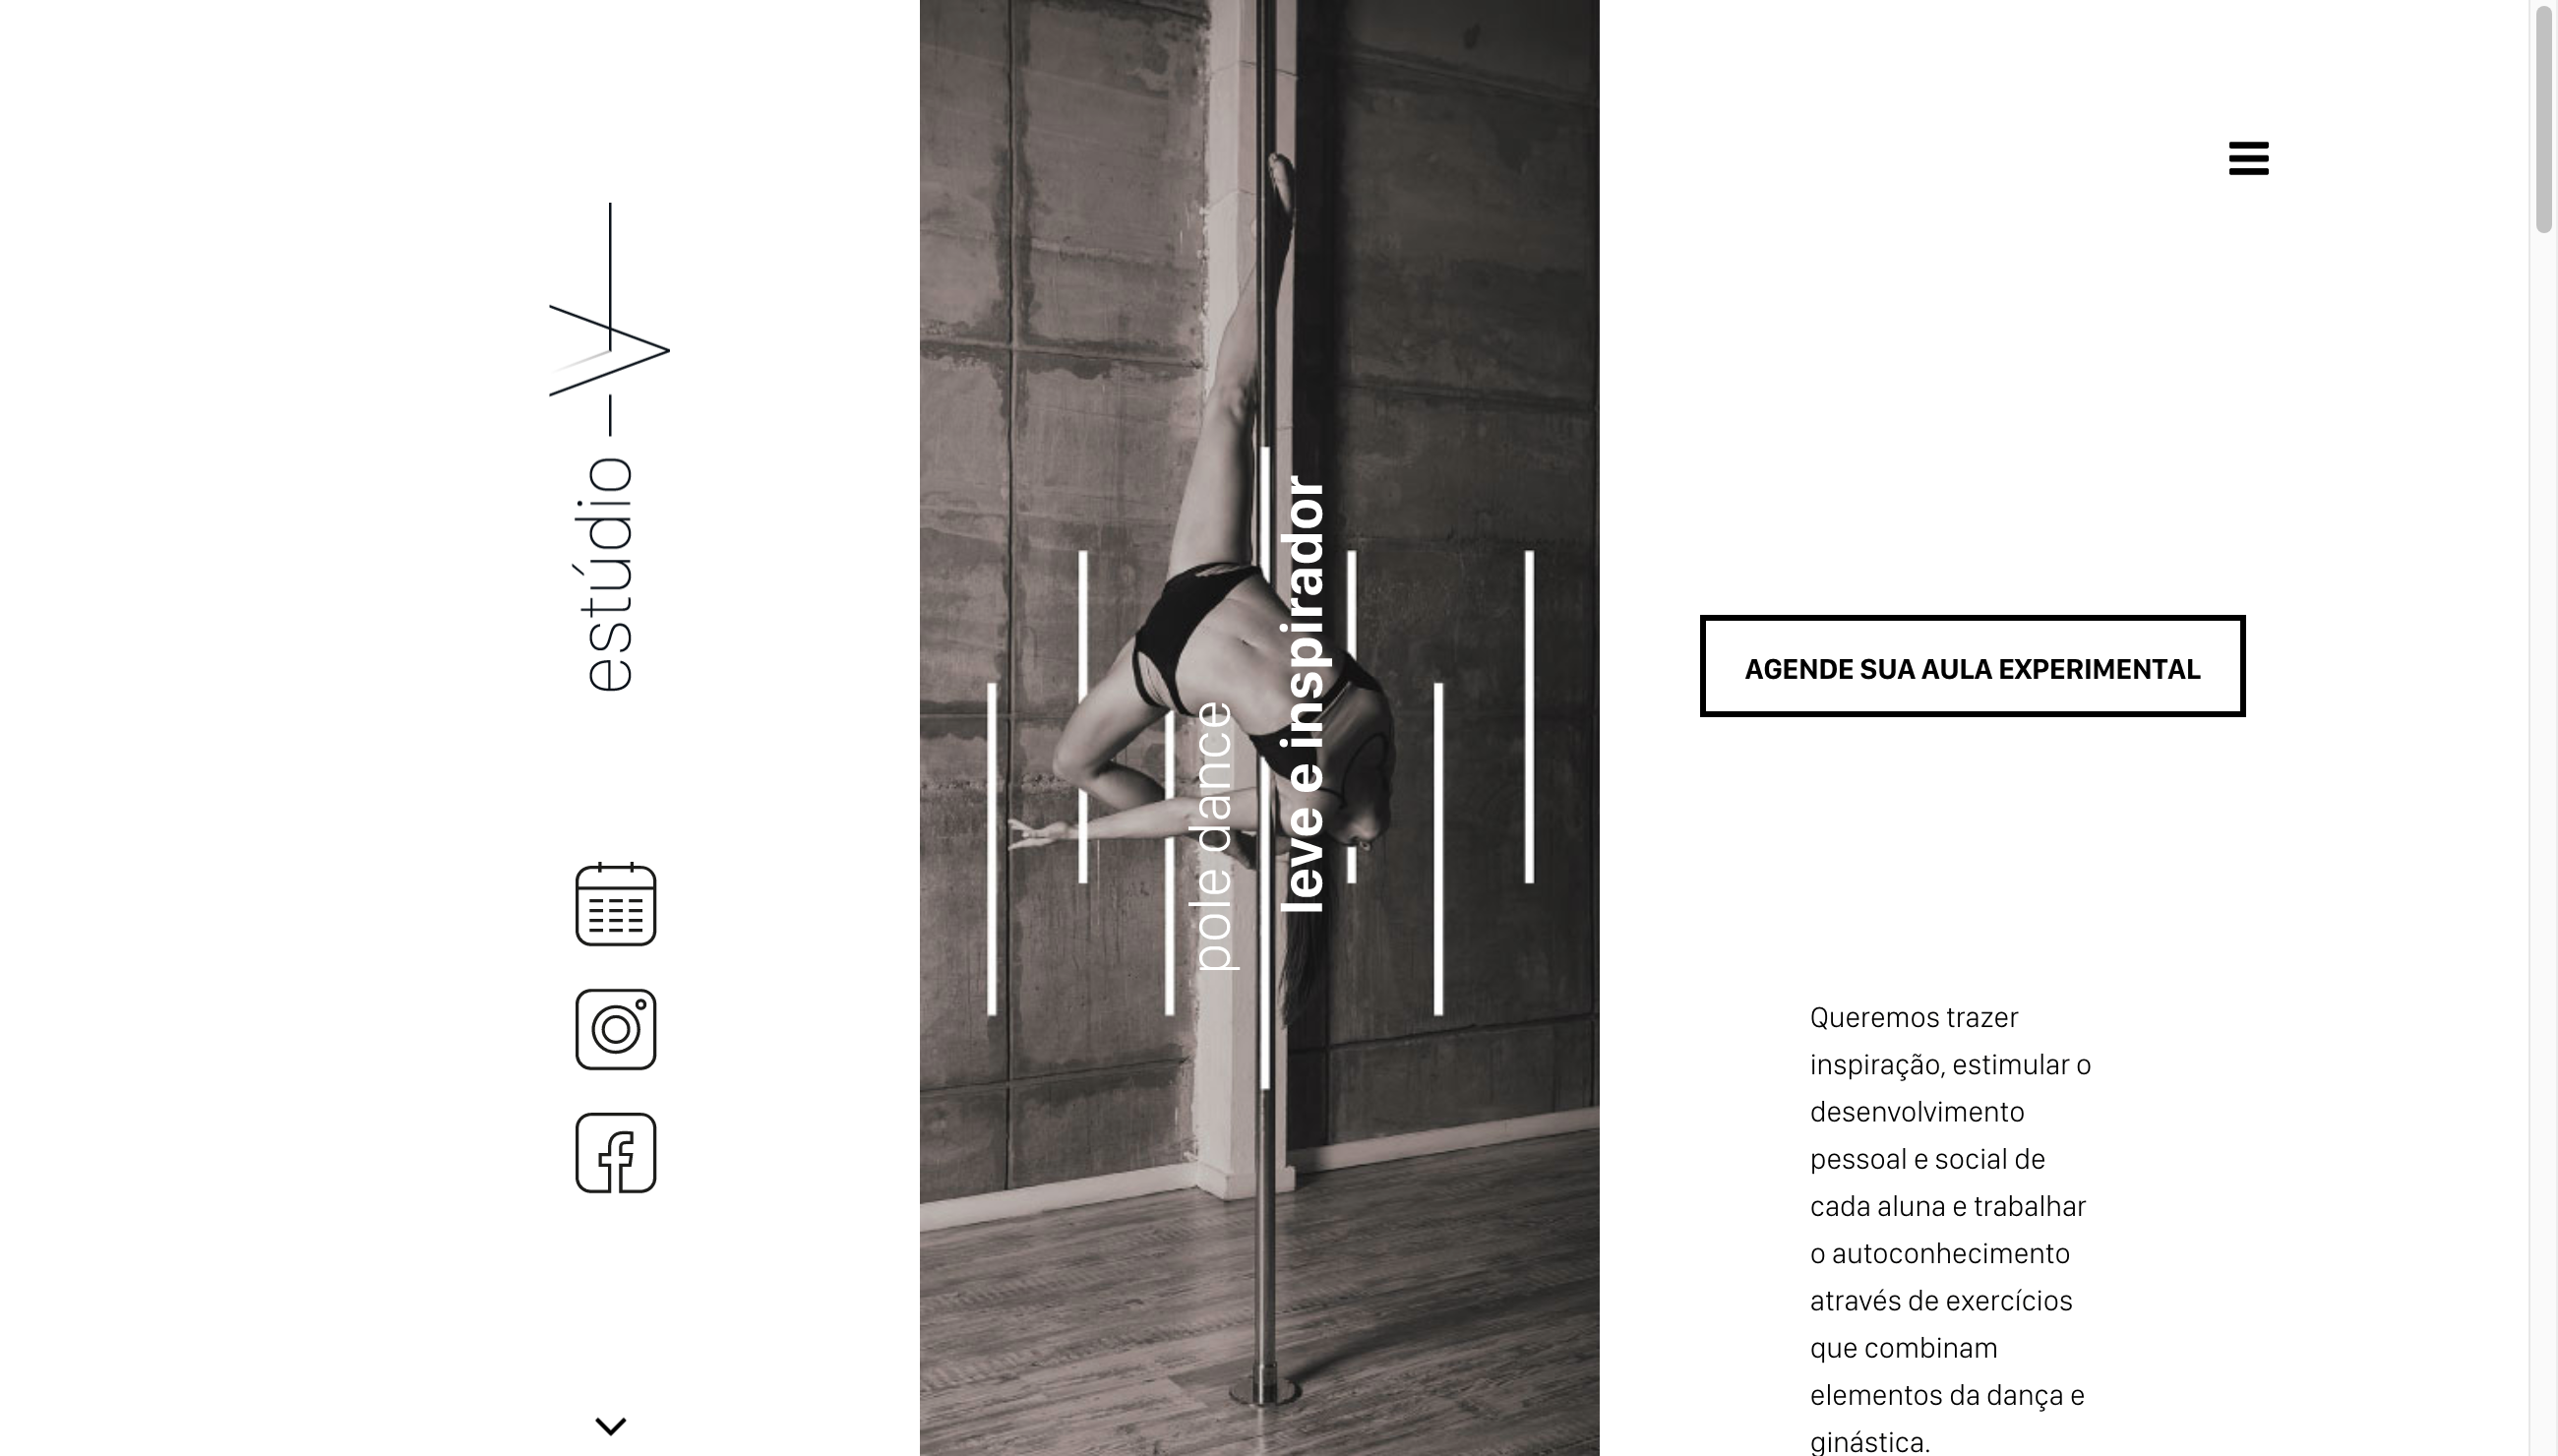 estúdio
pole dance
leve e inspirador
AGENDE SUA AULA EXPERIMENTAL
Queremos trazer
inspiração, estimular o
desenvolvimento
pessoal e social de
cada aluna e trabalhar
o autoconhecimento
através de exercícios
que combinam
elementos da dança e
ginástica.